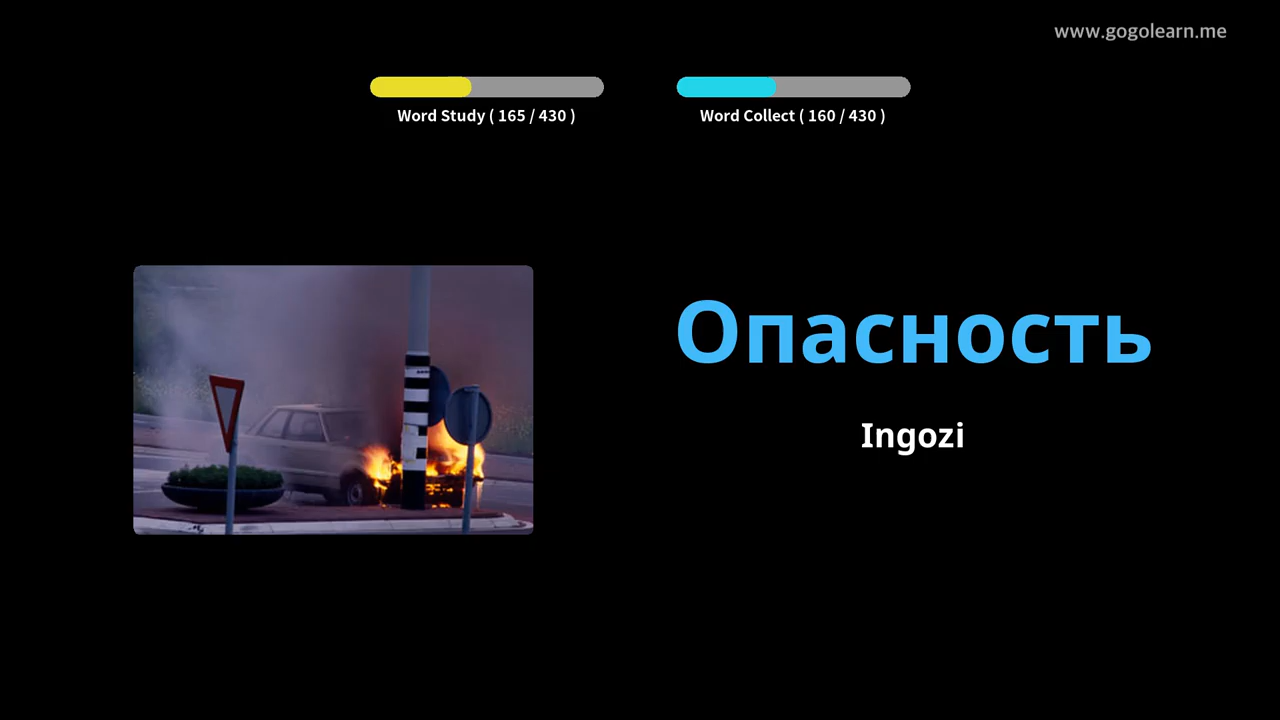 www.gogolearn.me
Word Study ( 165 / 430 )
Word Collect ( 160 / 430 )
Опасность
Ingozi